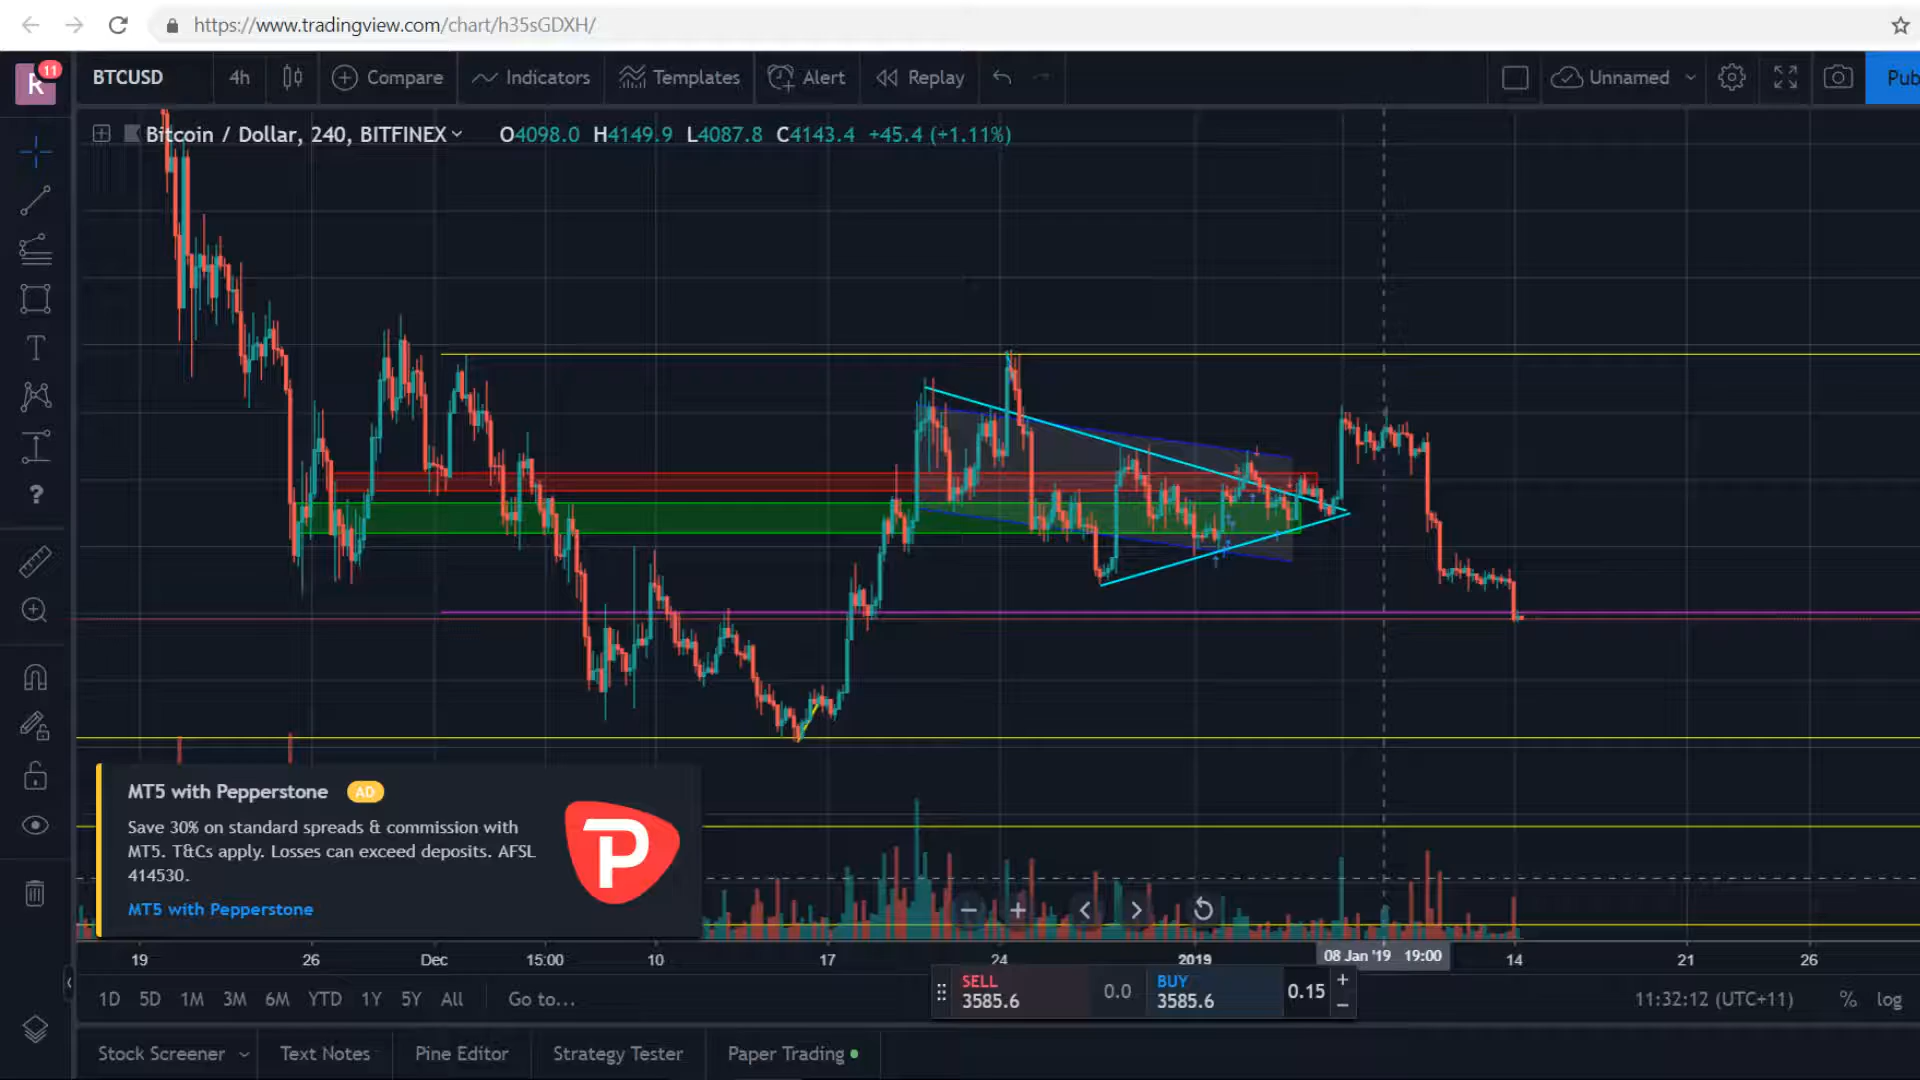 https://www.tradingview.com/chart/h35sGDXH/
R 11
BTCUSD 4h Compare Indicators Templates Alert Replay Unnamed Pub
Bitcoin / Dollar, 240, BITFINEX O4098.0 H4149.9 L4087.8 C4143.4 +45.4 (+1.11%)
T
?
MT5 with Pepperstone AD
Save 30% on standard spreads & commission with
MT5. T&Cs apply. Losses can exceed deposits. AFSL
414530.
MT5 with Pepperstone
P
19 26 Dec 15:00 10 17 24 2019 08 Jan '19 19:00 14 21 26
1D 5D 1M 3M 6M YTD 1Y 5Y All Go to... 11:32:12 (UTC+11) % log
SELL
3585.6
0.0
BUY
3585.6
0.15
Stock Screener Text Notes Pine Editor Strategy Tester Paper Trading